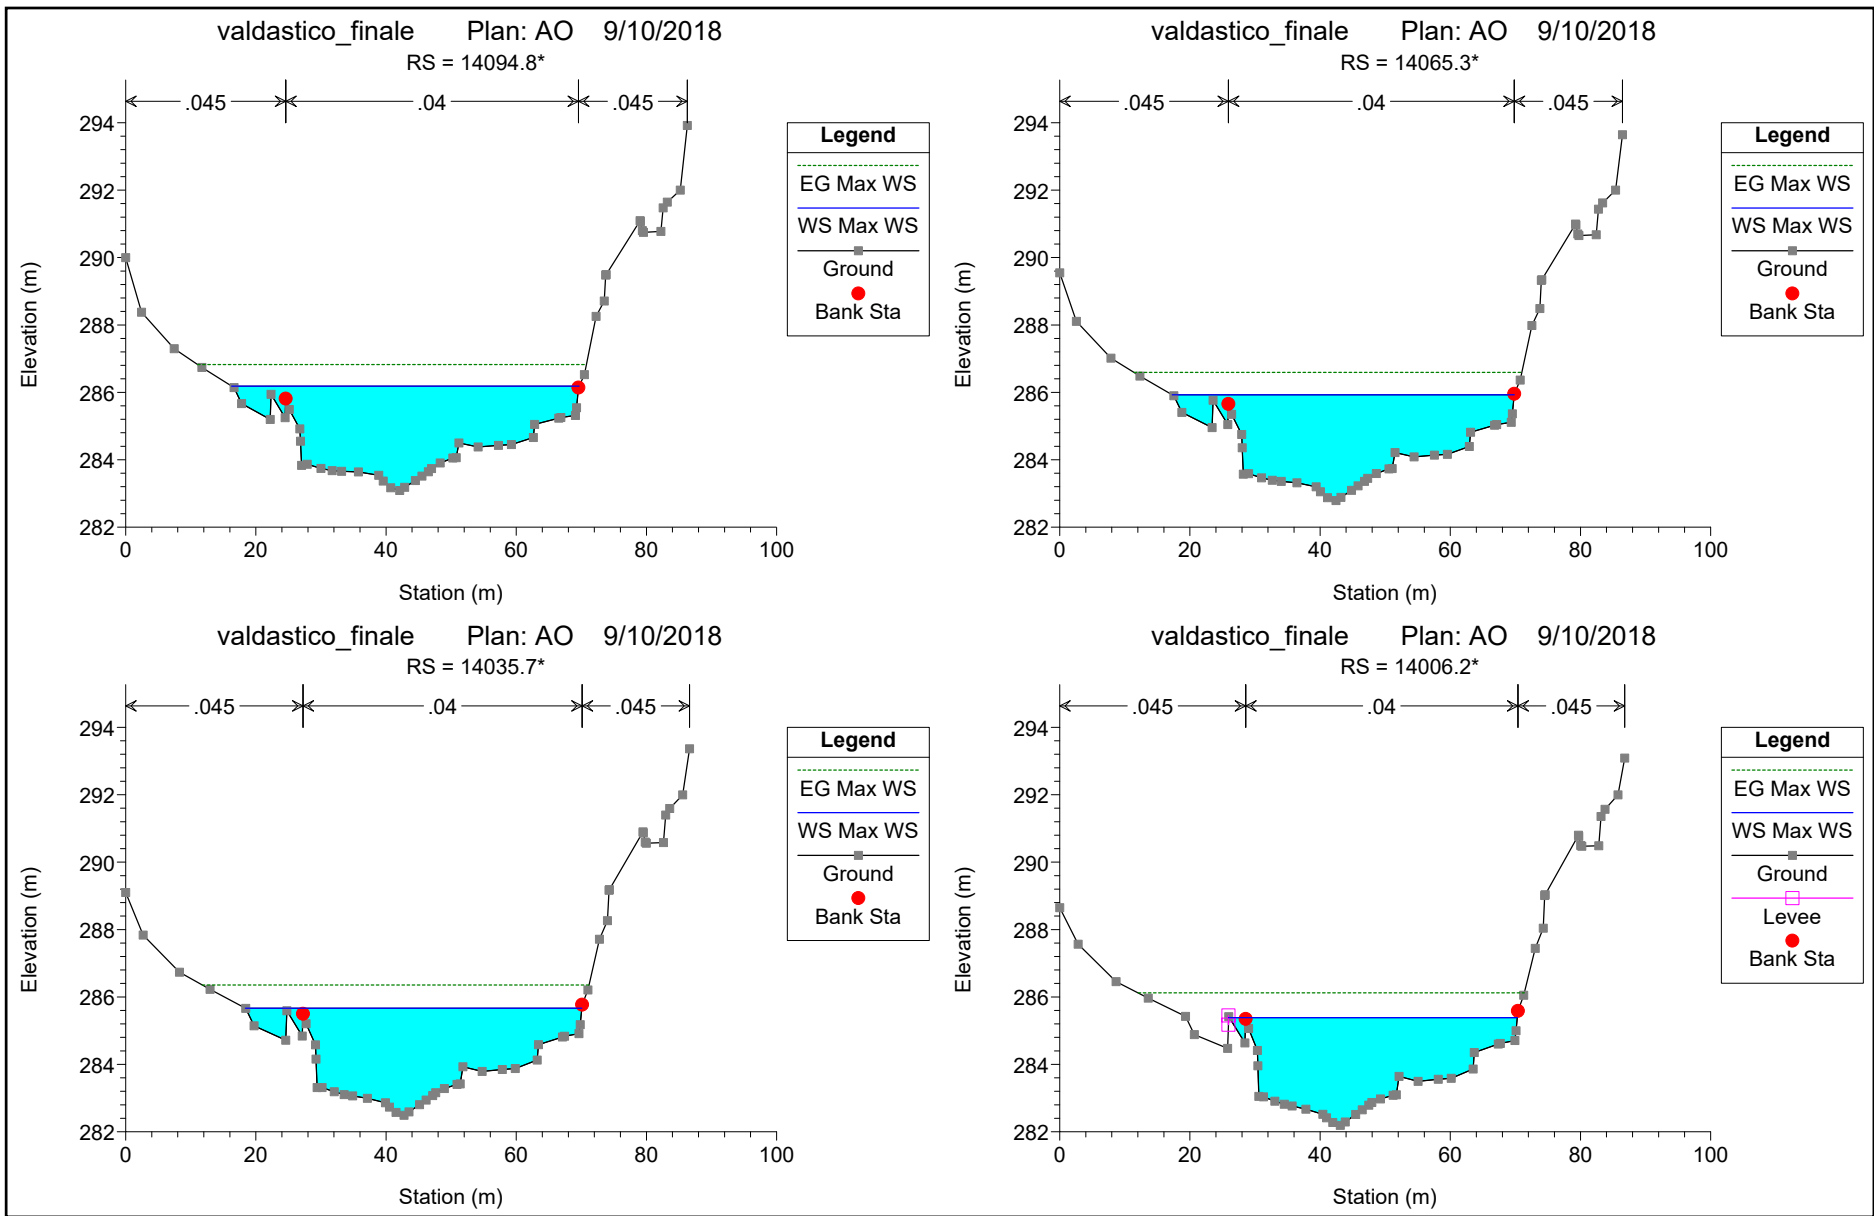 valdastico_finale Plan: AO 9/10/2018
RS = 14094.8*
.045 .04 .045
294
292
290
288
286
284
282
0 20 40 60 80 100
Elevation (m)
Station (m)
Legend
EG Max WS
WS Max WS
Ground
Bank Sta
valdastico_finale Plan: AO 9/10/2018
RS = 14065.3*
.045 .04 .045
294
292
290
288
286
284
282
0 20 40 60 80 100
Elevation (m)
Station (m)
Legend
EG Max WS
WS Max WS
Ground
Bank Sta
valdastico_finale Plan: AO 9/10/2018
RS = 14035.7*
.045 .04 .045
294
292
290
288
286
284
282
0 20 40 60 80 100
Elevation (m)
Station (m)
Legend
EG Max WS
WS Max WS
Ground
Bank Sta
valdastico_finale Plan: AO 9/10/2018
RS = 14006.2*
.045 .04 .045
294
292
290
288
286
284
282
0 20 40 60 80 100
Elevation (m)
Station (m)
Legend
EG Max WS
WS Max WS
Ground
Levee
Bank Sta